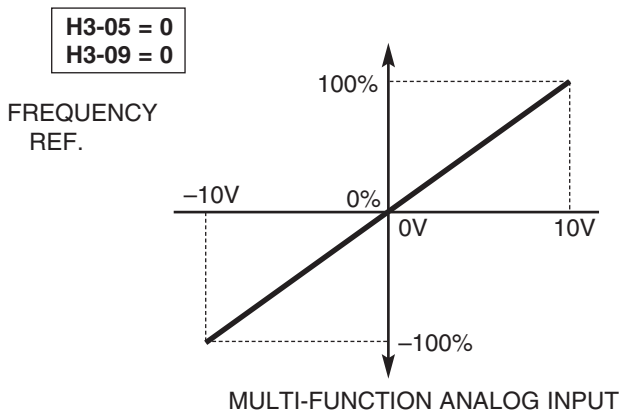 H3-05 = 0
H3-09 = 0
FREQUENCY
REF.
100%
–10V
0%
0V
10V
–100%
MULTI-FUNCTION ANALOG INPUT